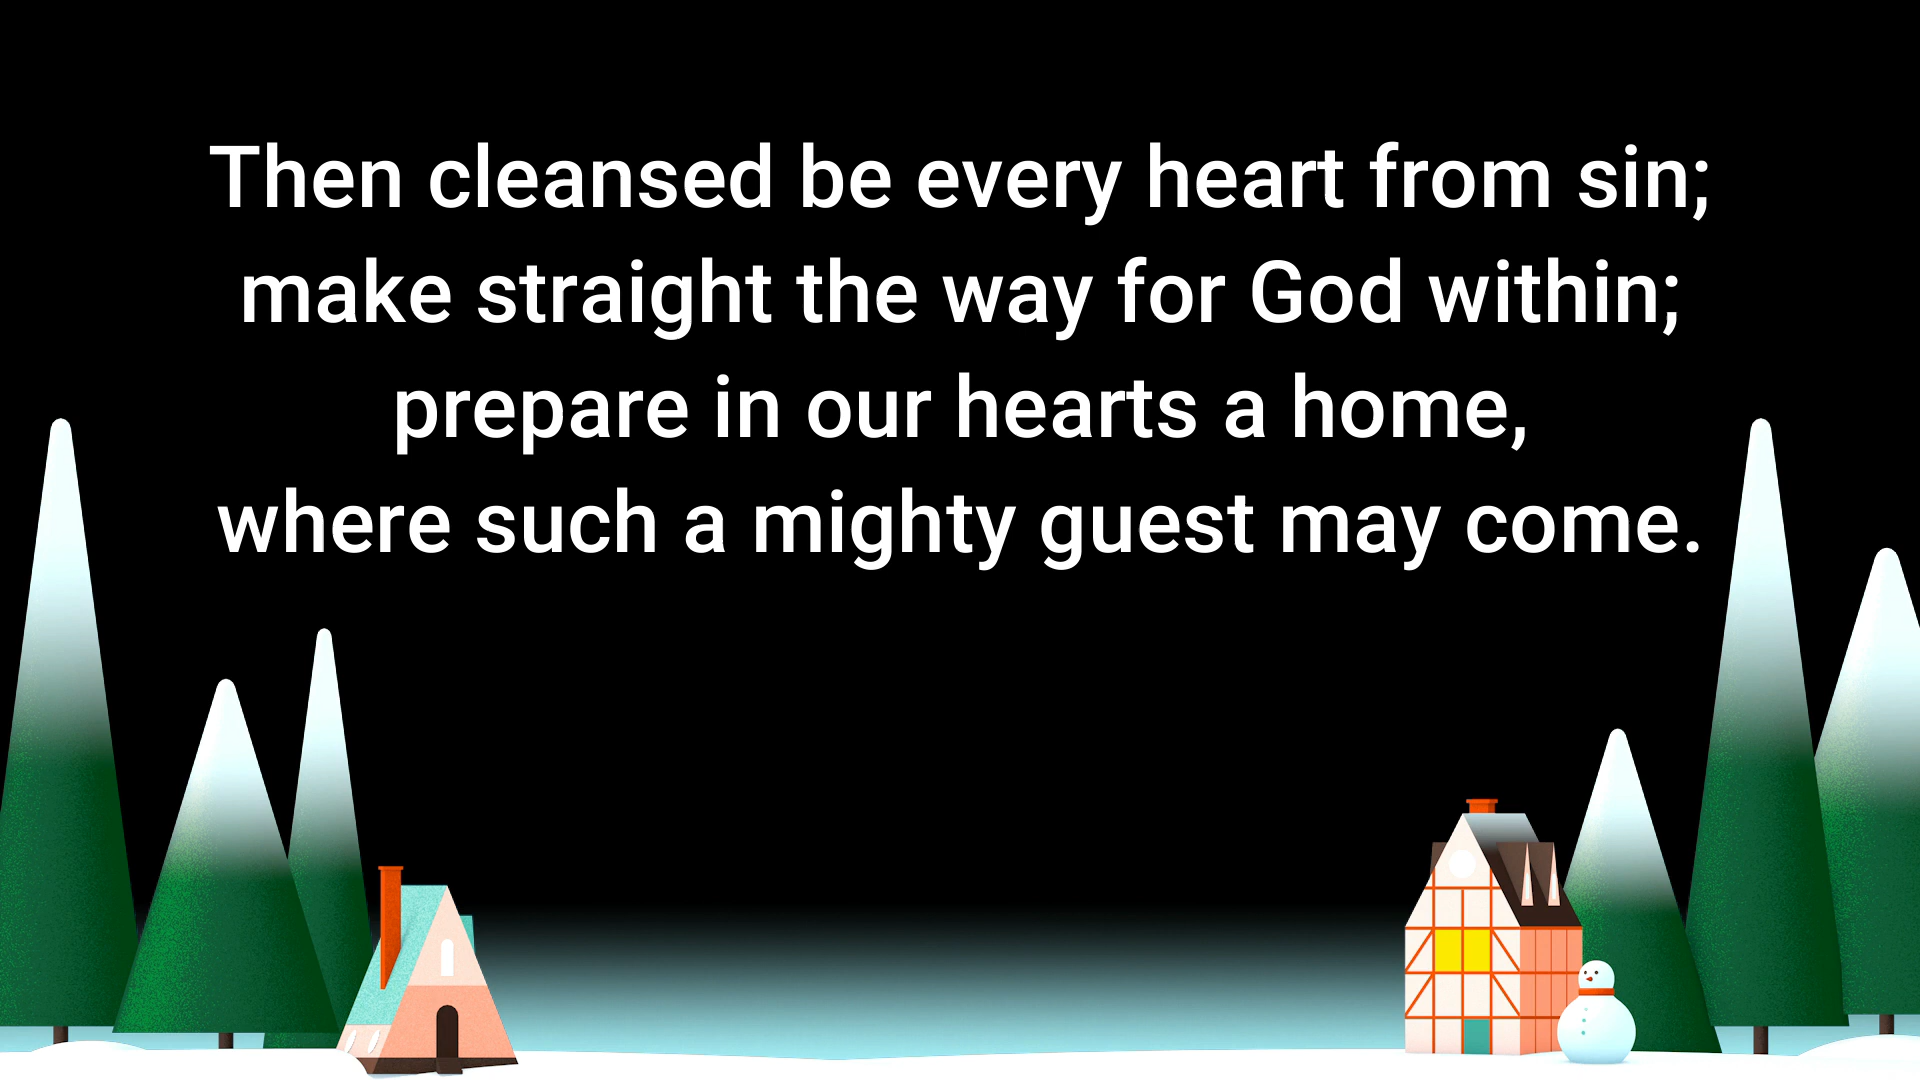 Then cleansed be every heart from sin;
make straight the way for God within;
prepare in our hearts a home,
where such a mighty guest may come.